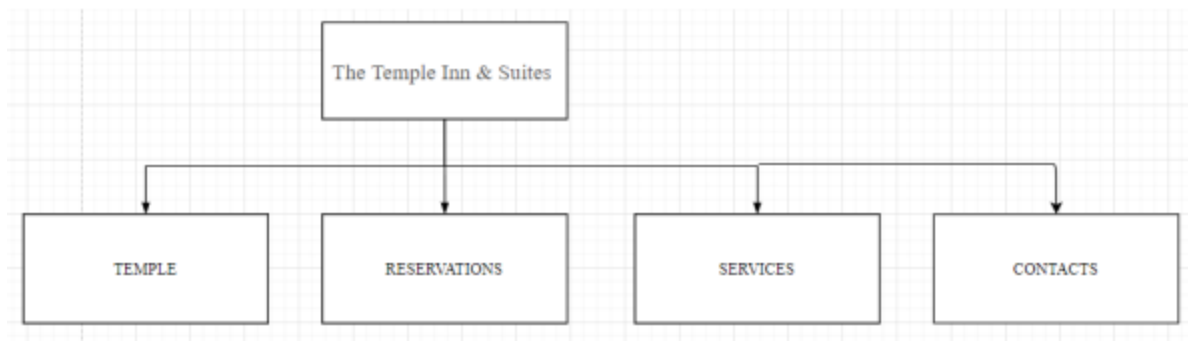 The Temple Inn & Suites
TEMPLE
RESERVATIONS
SERVICES
CONTACTS